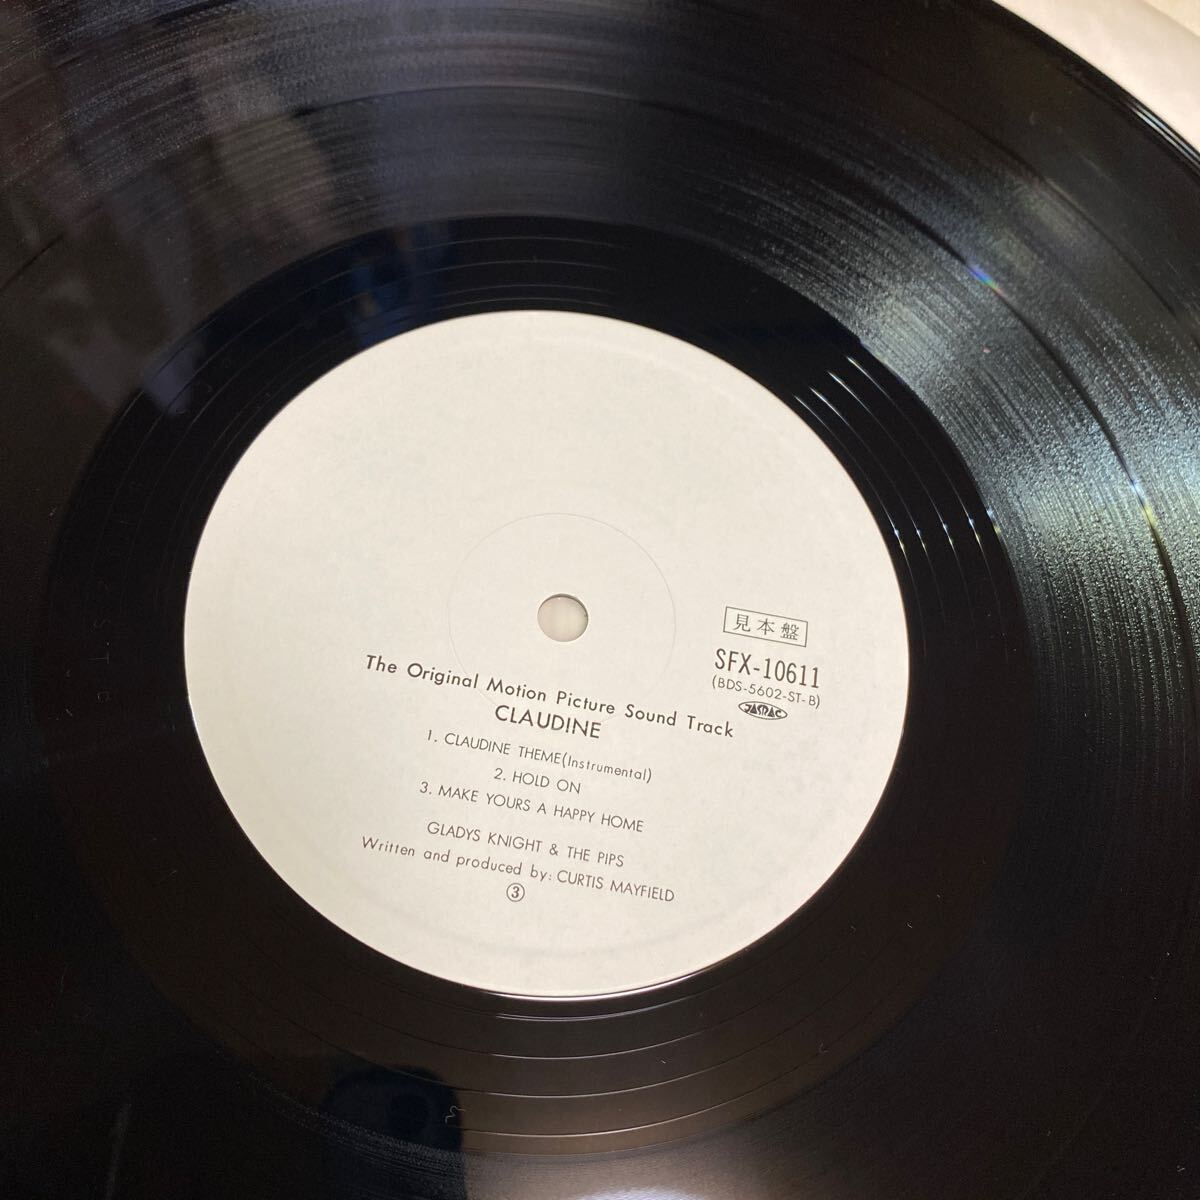 見本盤
SFX-10611
(BDS-5602-ST-B)
JASRAC
The Original Motion Picture Sound Track
CLAUDINE
1. CLAUDINE THEME(Instrumental)
2. HOLD ON
3. MAKE YOURS A HAPPY HOME
GLADYS KNIGHT & THE PIPS
Written and produced by: CURTIS MAYFIELD
③